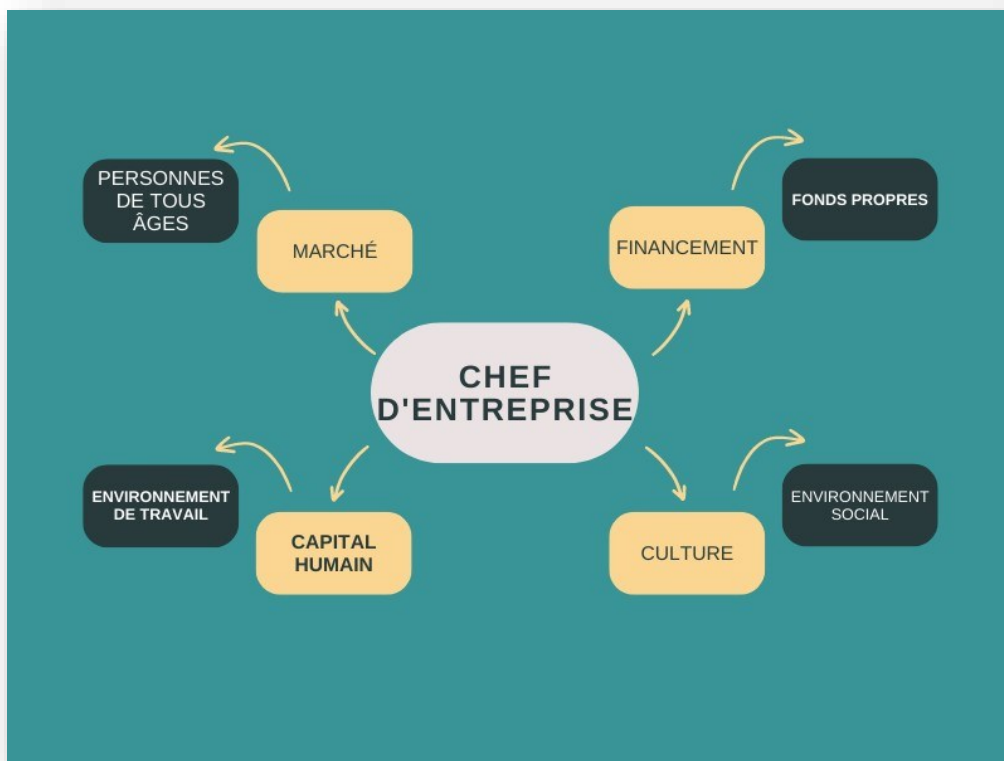 PERSONNES
DE TOUS
ÂGES
MARCHÉ
FINANCEMENT
FONDS PROPRES
CHEF
D'ENTREPRISE
ENVIRONNEMENT
DE TRAVAIL
CAPITAL
HUMAIN
CULTURE
ENVIRONNEMENT
SOCIAL